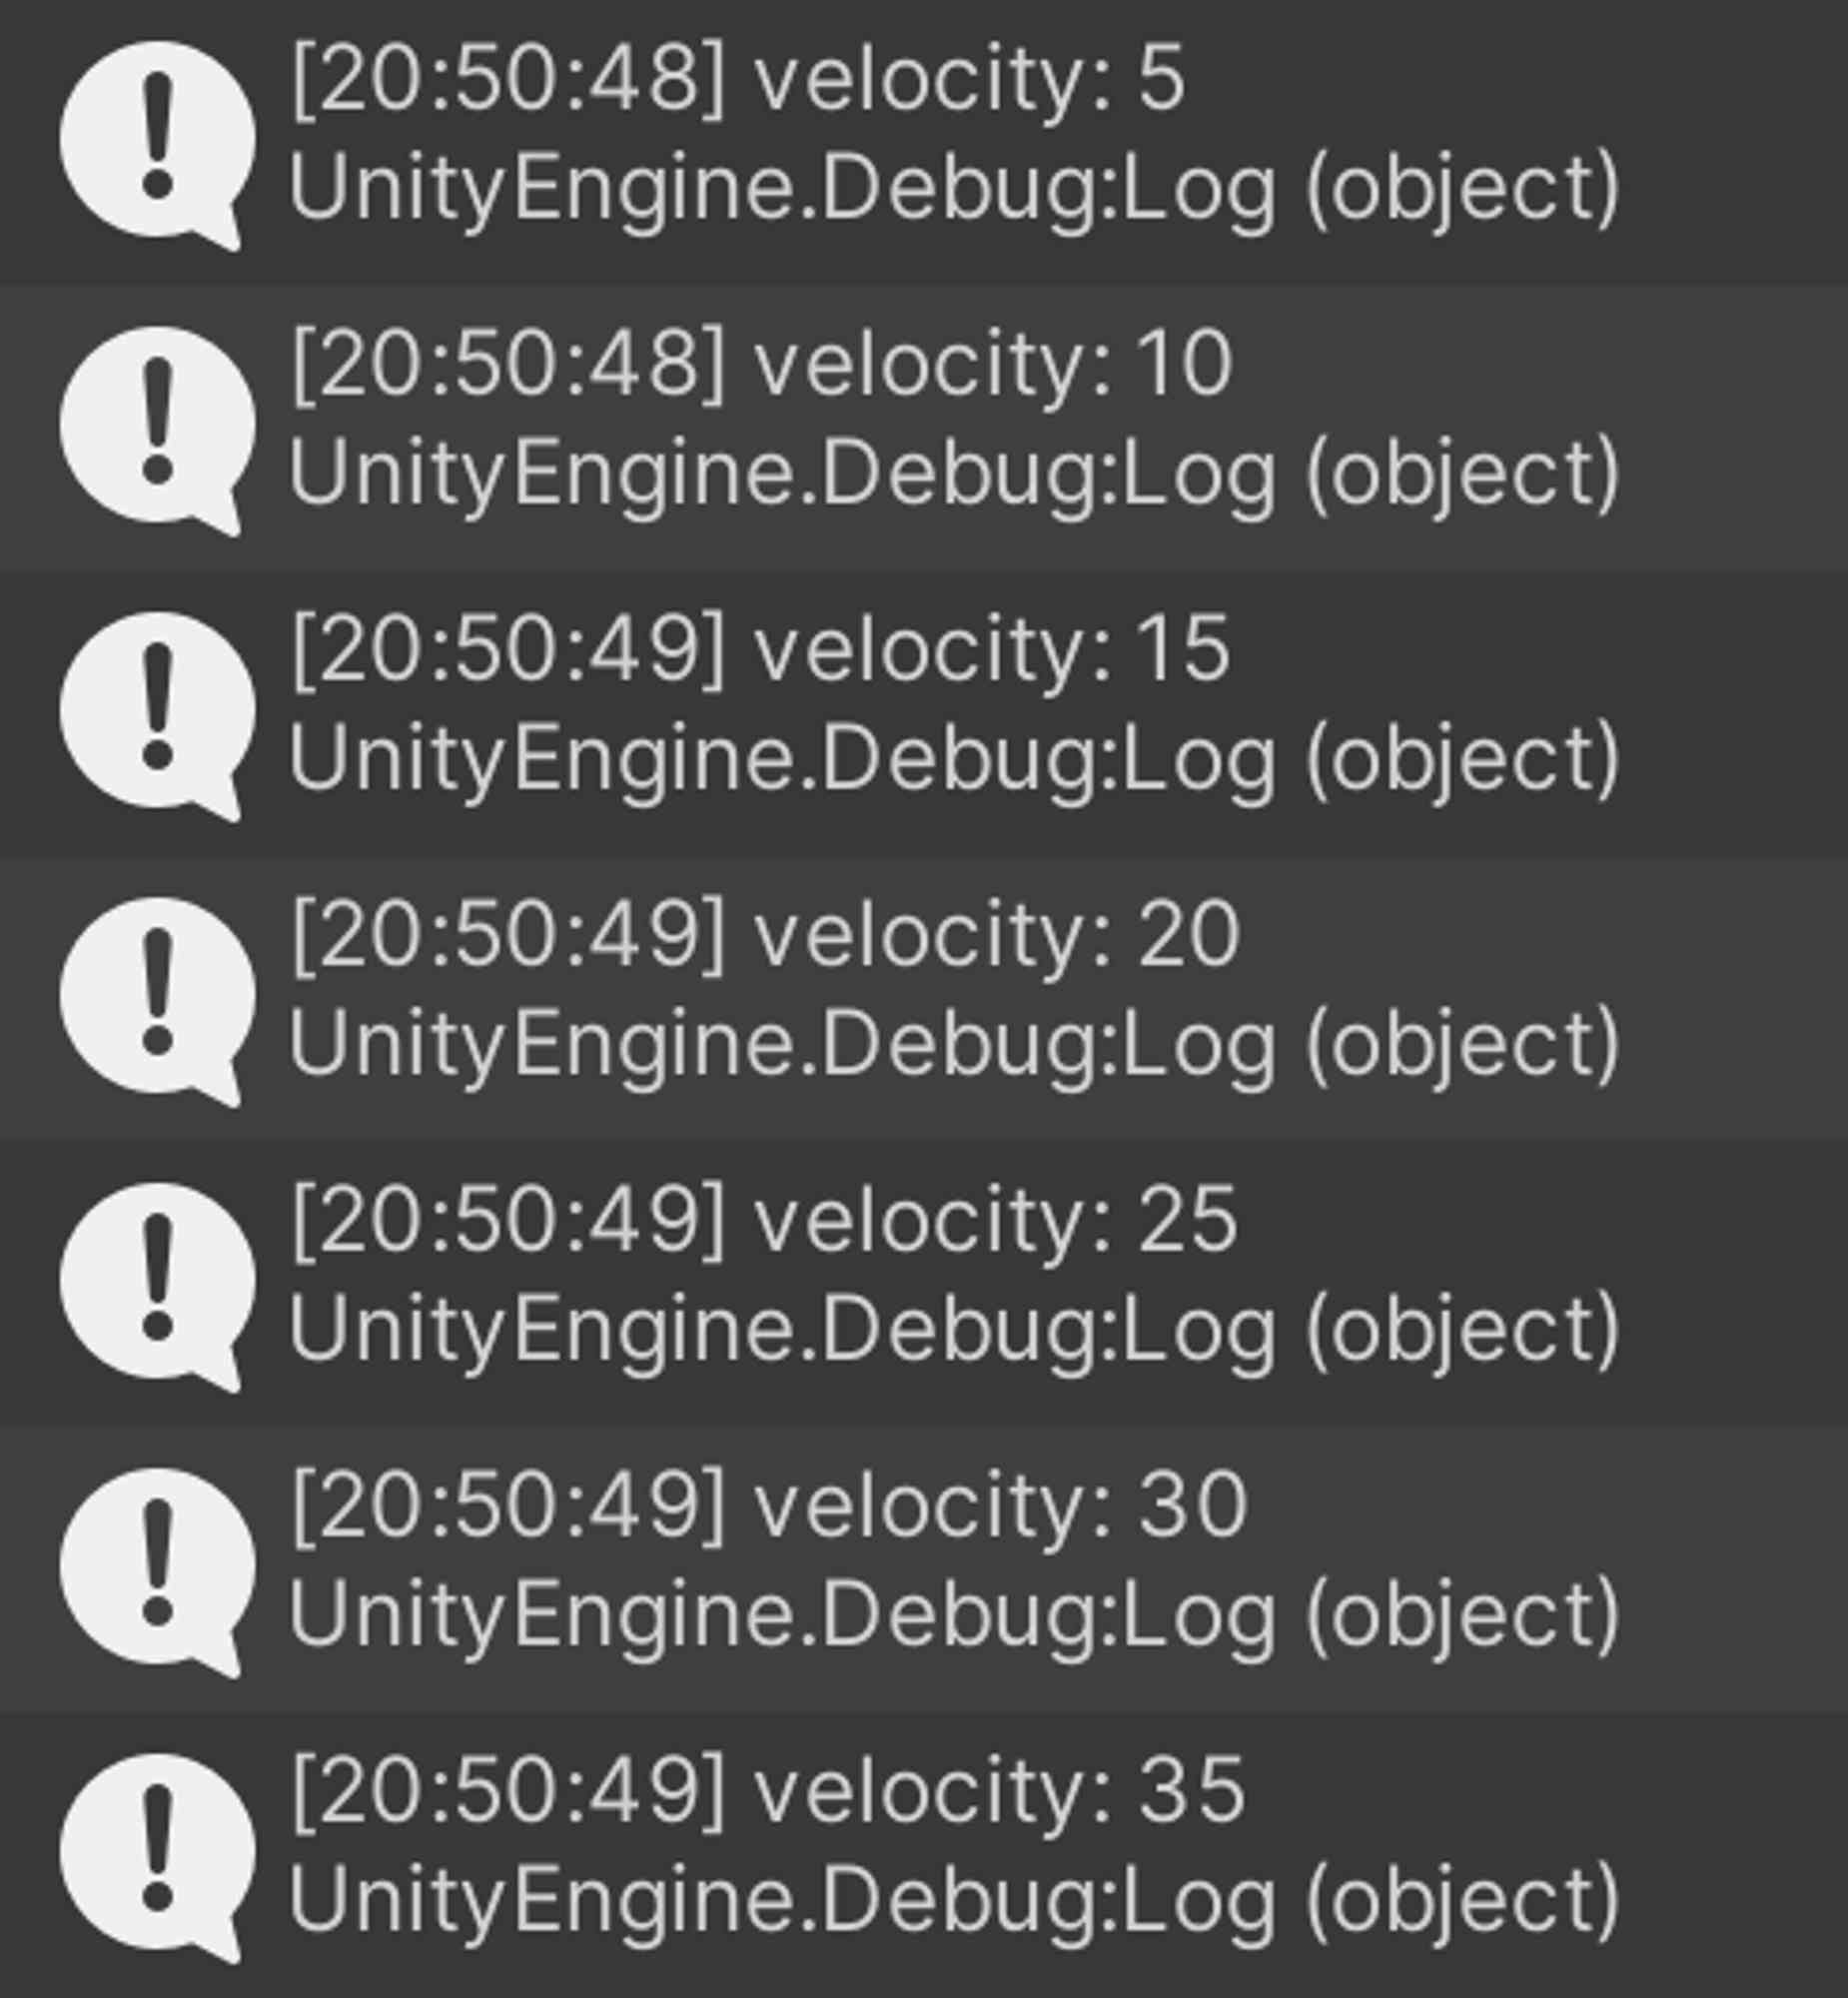 [20:50:48] velocity: 5
UnityEngine.Debug:Log (object)
[20:50:48] velocity: 10
UnityEngine.Debug:Log (object)
[20:50:49] velocity: 15
UnityEngine.Debug:Log (object)
[20:50:49] velocity: 20
UnityEngine.Debug:Log (object)
[20:50:49] velocity: 25
UnityEngine.Debug:Log (object)
[20:50:49] velocity: 30
UnityEngine.Debug:Log (object)
[20:50:49] velocity: 35
UnityEngine.Debug:Log (object)